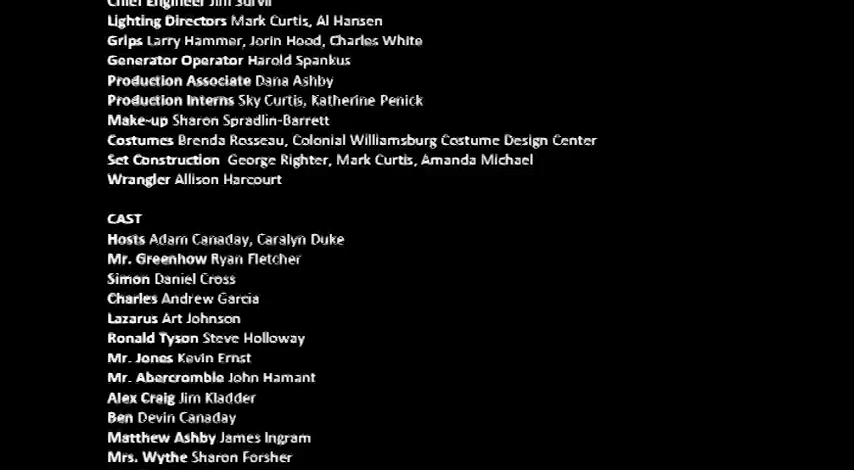 Chief Engineer Jim Survil
Lighting Directors Mark Curtis, Al Hansen
Grips Larry Hammer, Jorin Hood, Charles White
Generator Operator Harold Spankus
Production Associate Dana Ashby
Production Interns Sky Curtis, Katherine Penick
Make-up Sharon Spradlin-Barrett
Costumes Brenda Rosseau, Colonial Williamsburg Costume Design Center
Set Construction George Righter, Mark Curtis, Amanda Michael
Wrangler Allison Harcourt
CAST
Hosts Adam Canaday, Caralyn Duke
Mr. Greenhow Ryan Fletcher
Simon Daniel Cross
Charles Andrew Garcia
Lazarus Art Johnson
Ronald Tyson Steve Holloway
Mr. Jones Kevin Ernst
Mr. Abercrombie John Hamant
Alex Craig Jim Kladder
Ben Devin Canaday
Matthew Ashby James Ingram
Mrs. Wythe Sharon Forsher